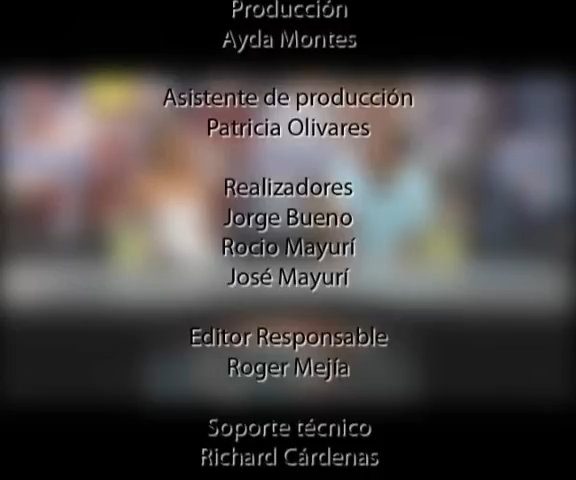 Producción
Ayda Montes
Asistente de producción
Patricia Olivares
Realizadores
Jorge Bueno
Rocio Mayurí
José Mayurí
Editor Responsable
Roger Mejía
Soporte técnico
Richard Cárdenas